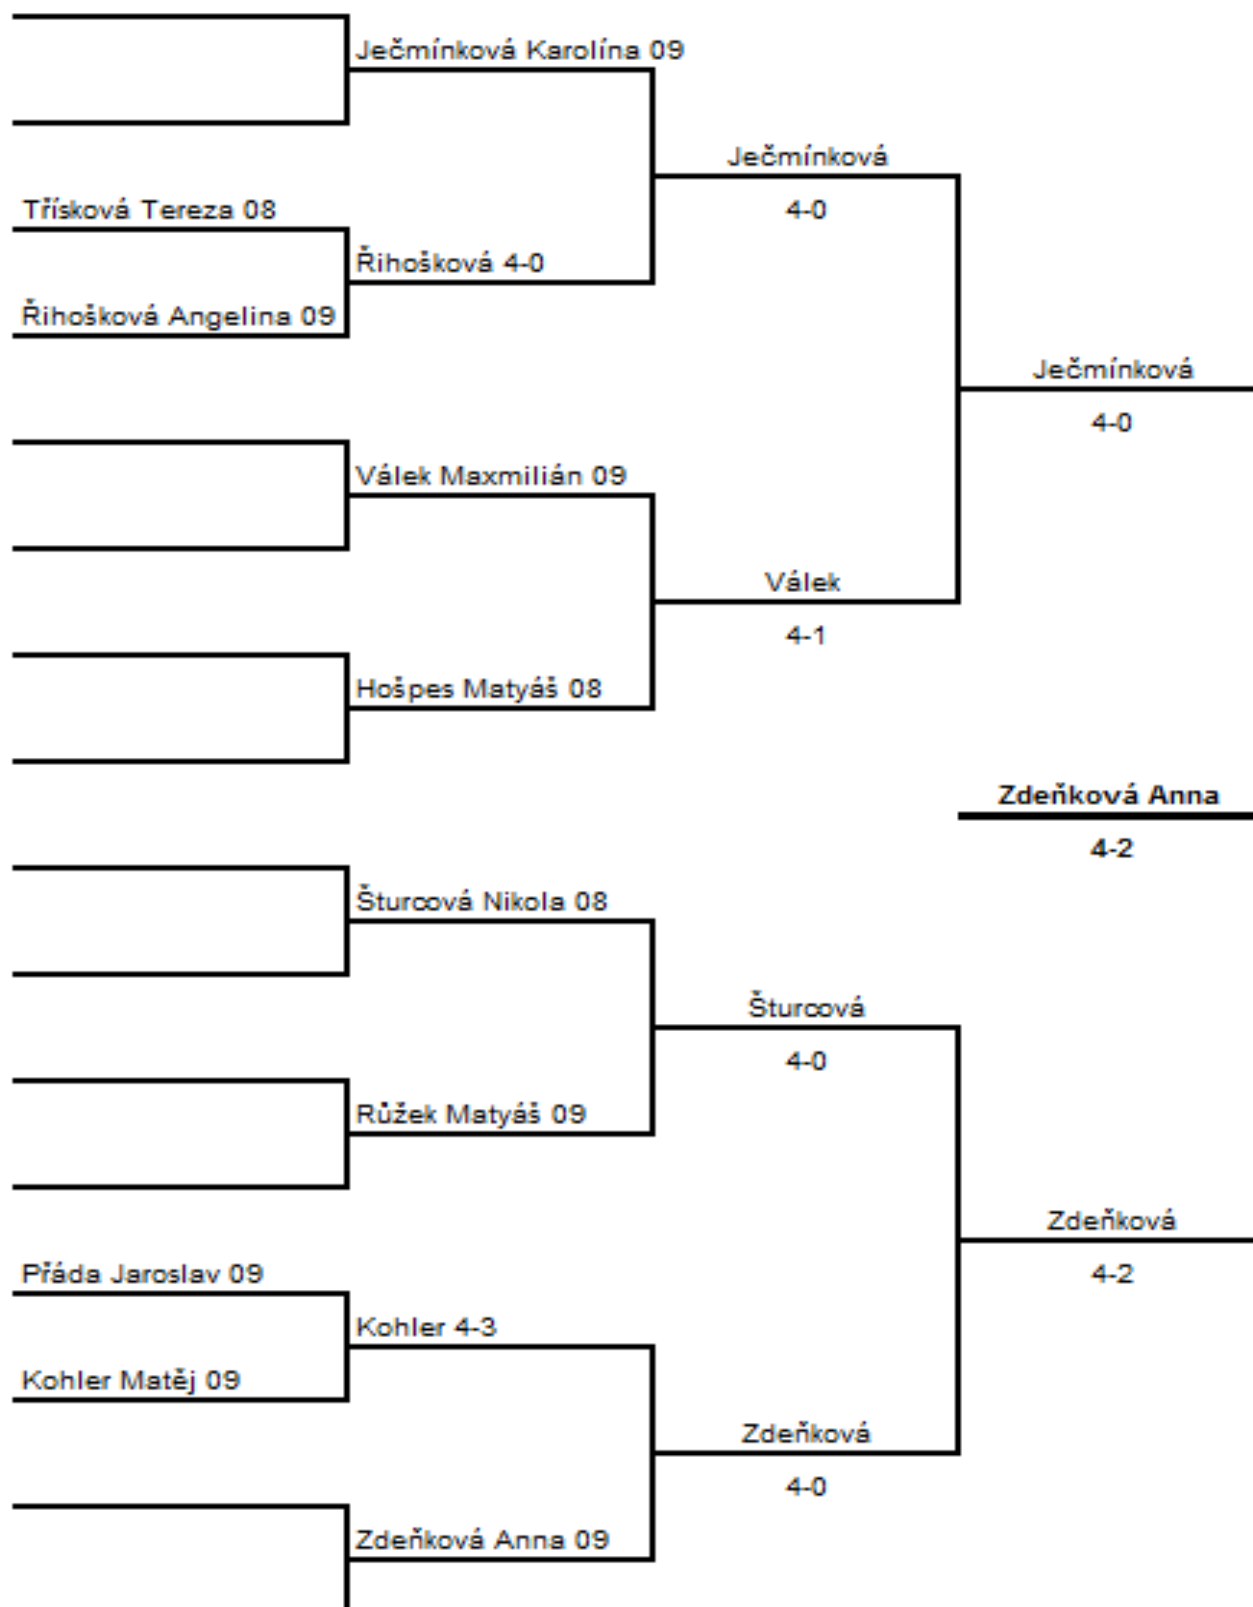 Ječmínková Karolína 09
Ječmínková
4-0
Třísková Tereza 08
Řihošková 4-0
Řihošková Angelina 09
Ječmínková
4-0
Válek Maxmilián 09
Válek
4-1
Hošpes Matyáš 08
Zdeňková Anna
4-2
Šturcová Nikola 08
Šturcová
4-0
Růžek Matyáš 09
Zdeňková
4-2
Přáda Jaroslav 09
Kohler 4-3
Kohler Matěj 09
Zdeňková
4-0
Zdeňková Anna 09